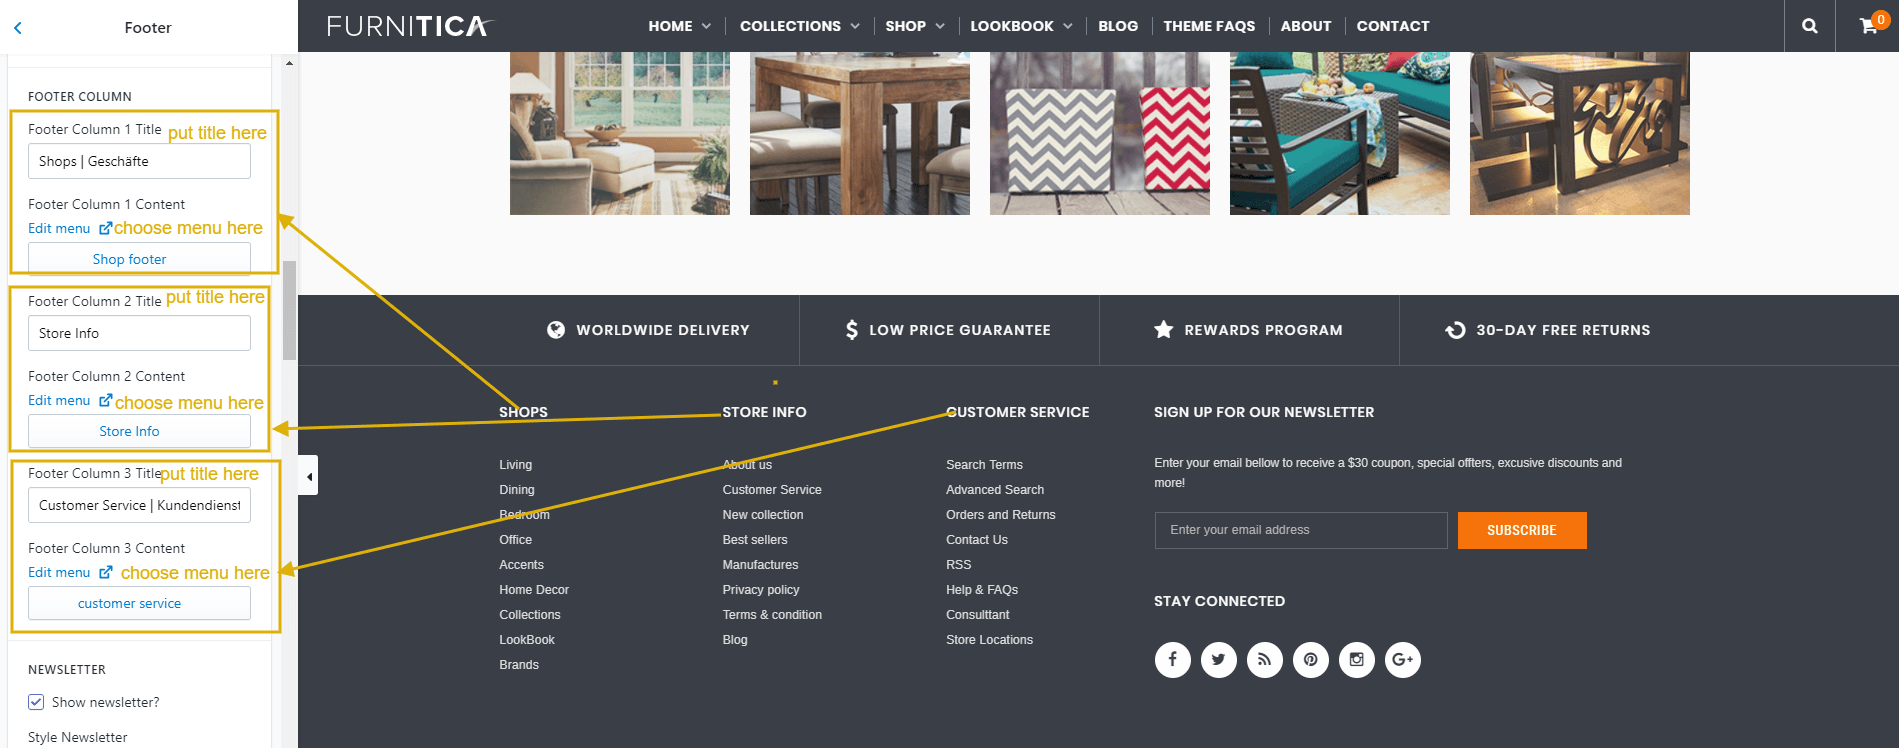 Footer
FURNITICA
HOME
COLLECTIONS
SHOP
LOOKBOOK
BLOG
THEME FAQS
ABOUT
CONTACT
0
FOOTER COLUMN
Footer Column 1 Title put title here
Shops | Geschäfte
Footer Column 1 Content
Edit menu choose menu here
Shop footer
Footer Column 2 Title put title here
Store Info
Footer Column 2 Content
Edit menu choose menu here
Store Info
Footer Column 3 Title put title here
Customer Service | Kundendienst
Footer Column 3 Content
Edit menu choose menu here
customer service
NEWSLETTER
Show newsletter?
Style Newsletter
WORLDWIDE DELIVERY
$ LOW PRICE GUARANTEE
REWARDS PROGRAM
30-DAY FREE RETURNS
SHOPS
Living
Dining
Bedroom
Office
Accents
Home Decor
Collections
LookBook
Brands
STORE INFO
About us
Customer Service
New collection
Best sellers
Manufactures
Privacy policy
Terms & condition
Blog
CUSTOMER SERVICE
Search Terms
Advanced Search
Orders and Returns
Contact Us
RSS
Help & FAQs
Consulttant
Store Locations
SIGN UP FOR OUR NEWSLETTER
Enter your email bellow to receive a $30 coupon, special offters, excusive discounts and
more!
Enter your email address
SUBSCRIBE
STAY CONNECTED